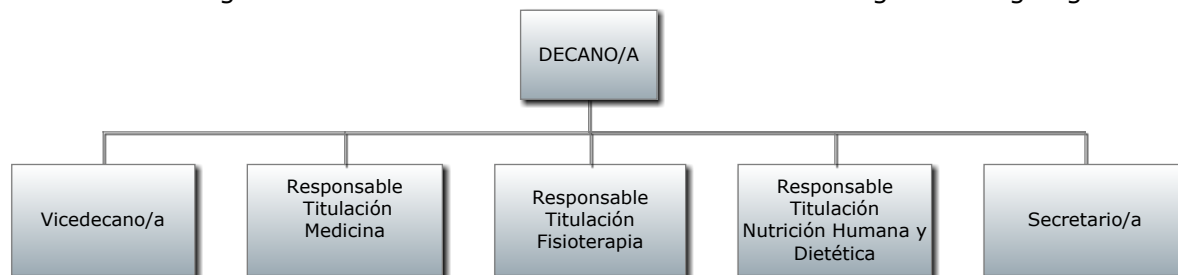 DECANO/A
Vicedecano/a
Responsable
Titulación
Medicina
Responsable
Titulación
Fisioterapia
Responsable
Titulación
Nutrición Humana y
Dietética
Secretario/a